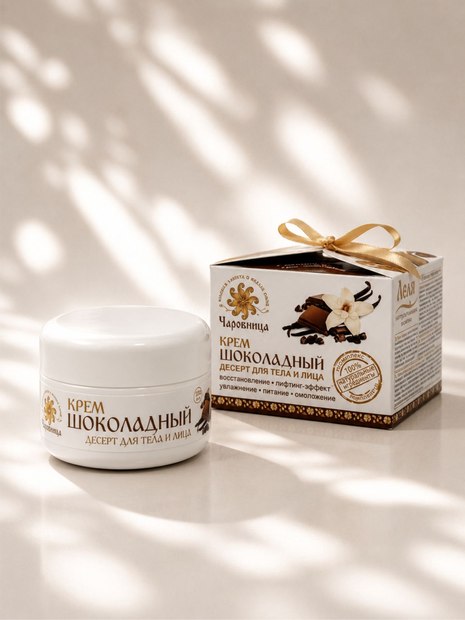 Чаровница
КРЕМ
ШОКОЛАДНЫЙ
ДЕСЕРТ ДЛЯ ТЕЛА И ЛИЦА
восстановление • лифтинг-эффект
увлажнение • питание • омоложение
100%
НАТУРАЛЬНЫЕ
Леля
Чаровница
КРЕМ
ШОКОЛАДНЫЙ
ДЕСЕРТ ДЛЯ ТЕЛА И ЛИЦА